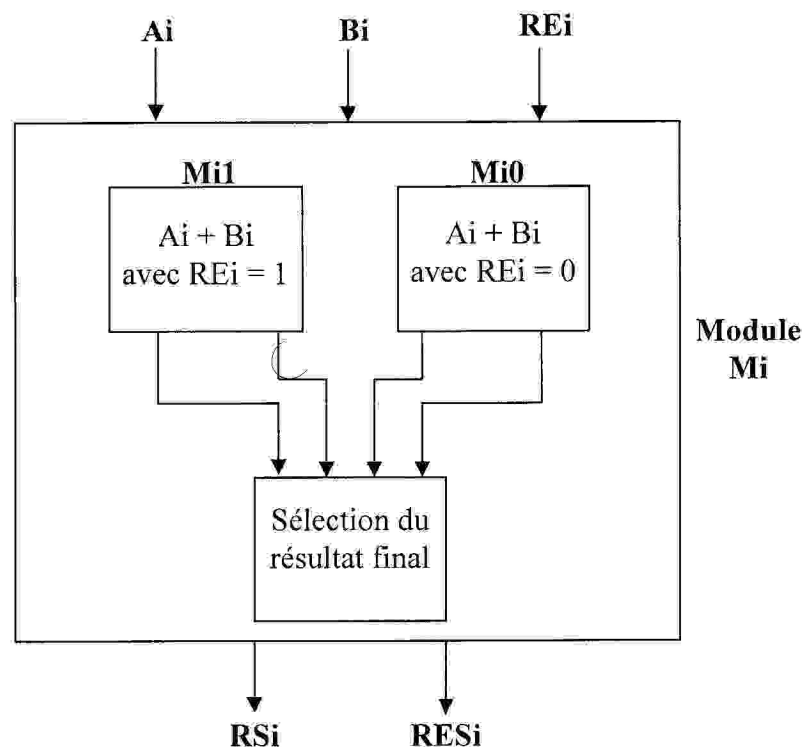 Ai Bi REi
Mi1 Mi0
Ai + Bi
avec REi = 1
Ai + Bi
avec REi = 0
Module
Mi
Sélection du
résultat final
RSi RESi